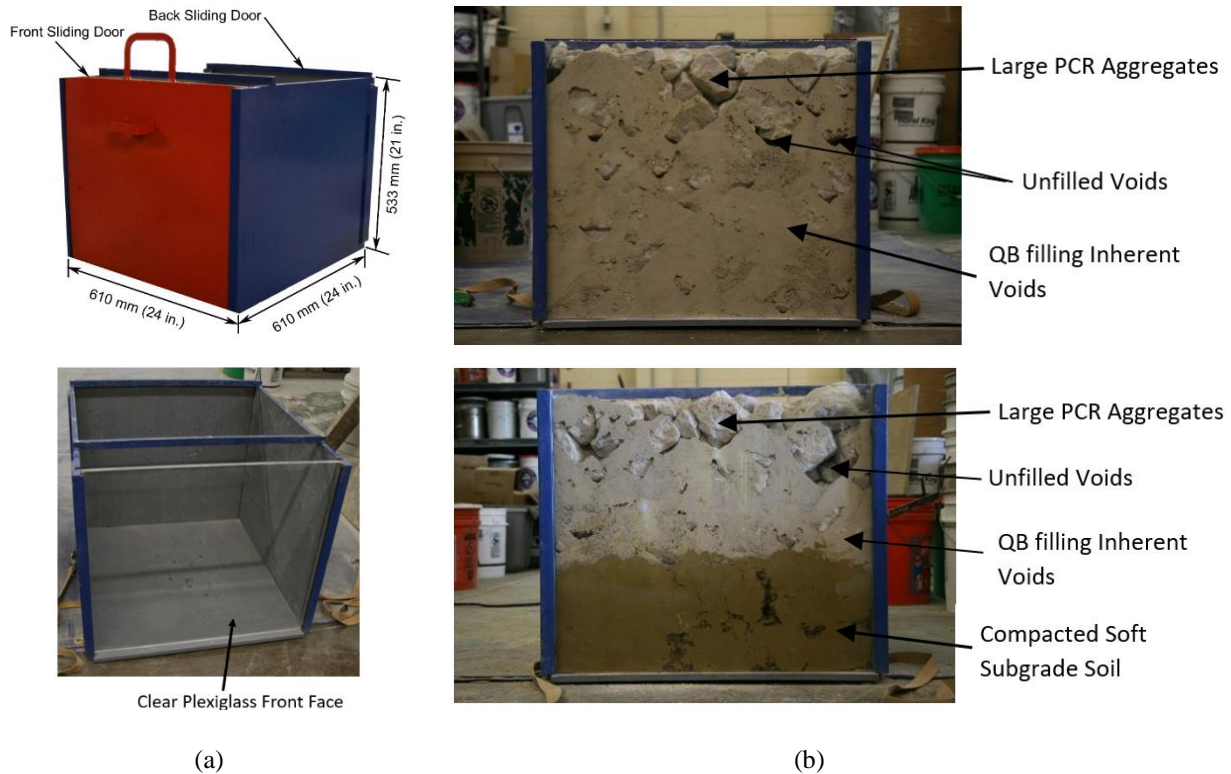 Back Sliding Door
Front Sliding Door
533 mm (21 in.)
610 mm (24 in.)
610 mm (24 in.)
Clear Plexiglass Front Face
(a)
Large PCR Aggregates
Unfilled Voids
QB filling Inherent
Voids
Large PCR Aggregates
Unfilled Voids
QB filling Inherent
Voids
Compacted Soft
Subgrade Soil
(b)